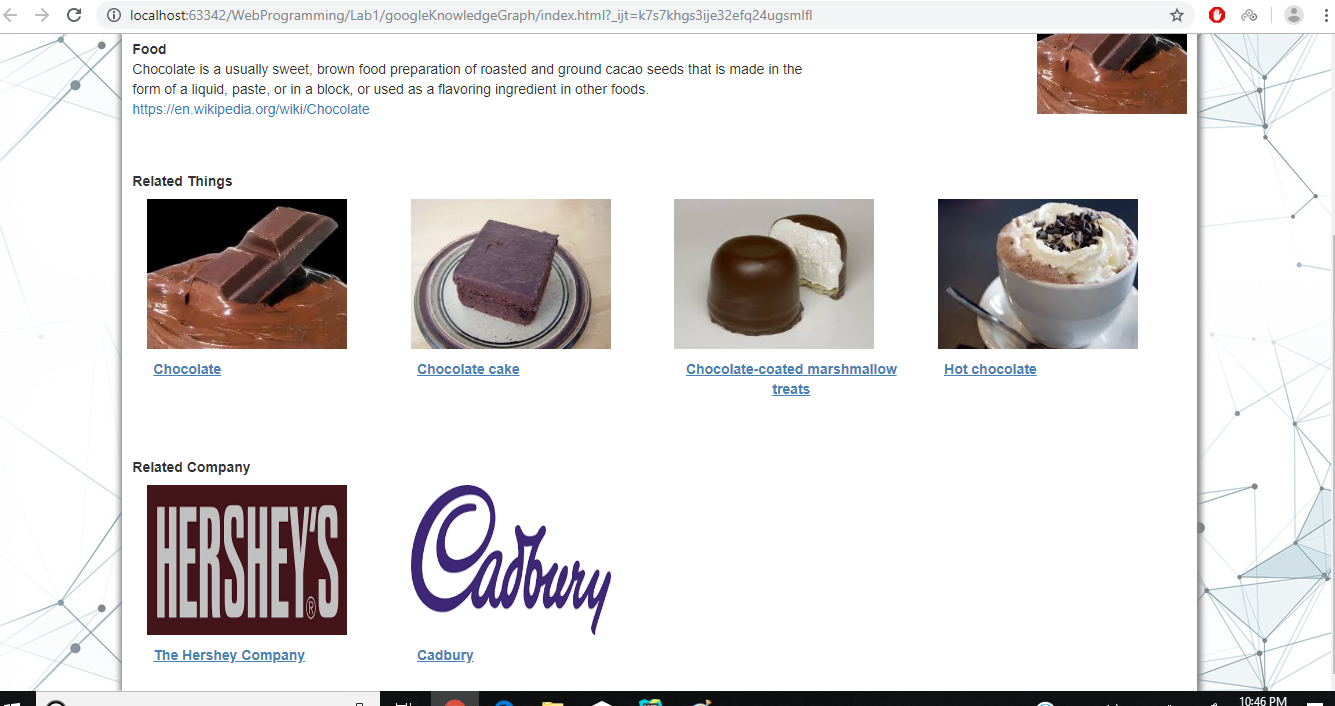 localhost:63342/WebProgramming/Lab1/googleKnowledgeGraph/index.html?_ijt=k7s7khgs3ije32efq24ugsmlfl
Food
Chocolate is a usually sweet, brown food preparation of roasted and ground cacao seeds that is made in the
form of a liquid, paste, or in a block, or used as a flavoring ingredient in other foods.
https://en.wikipedia.org/wiki/Chocolate
Related Things
Chocolate
Chocolate cake
Chocolate-coated marshmallow
treats
Hot chocolate
Related Company
HERSHEY'S ®
Cadbury
The Hershey Company
Cadbury
10:46 PM